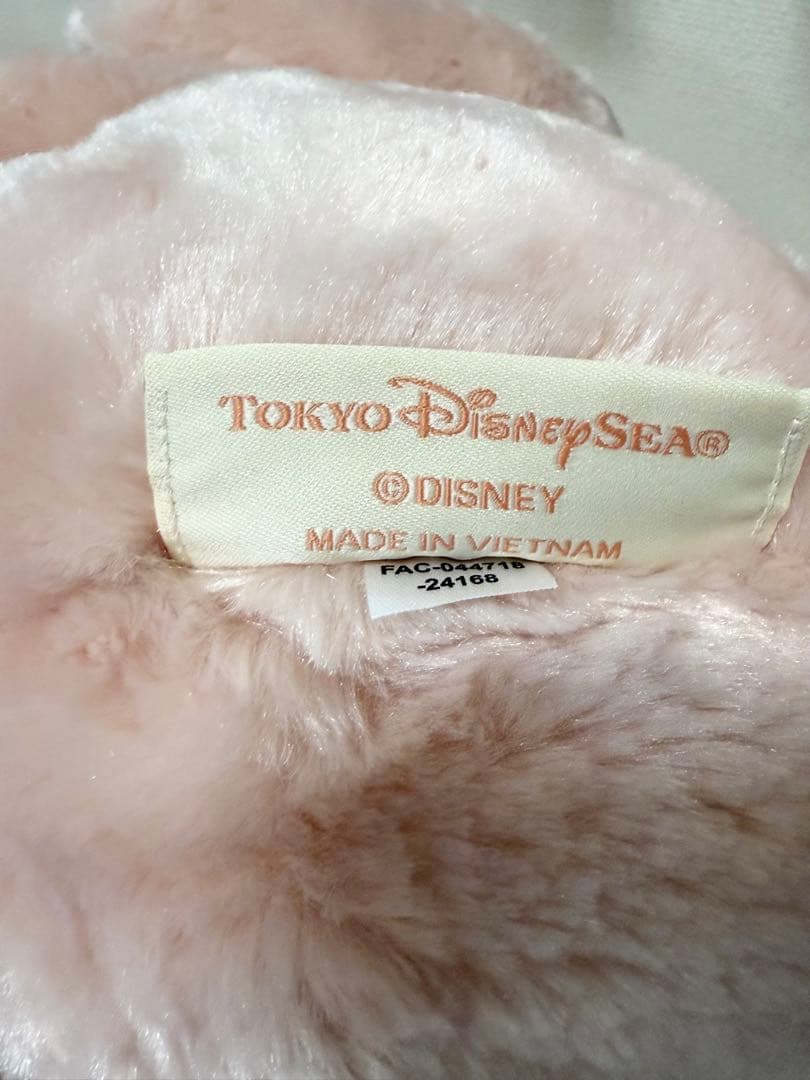 TOKYO DISNEYSEA®
©DISNEY
MADE IN VIETNAM
FAC-044718
-24168